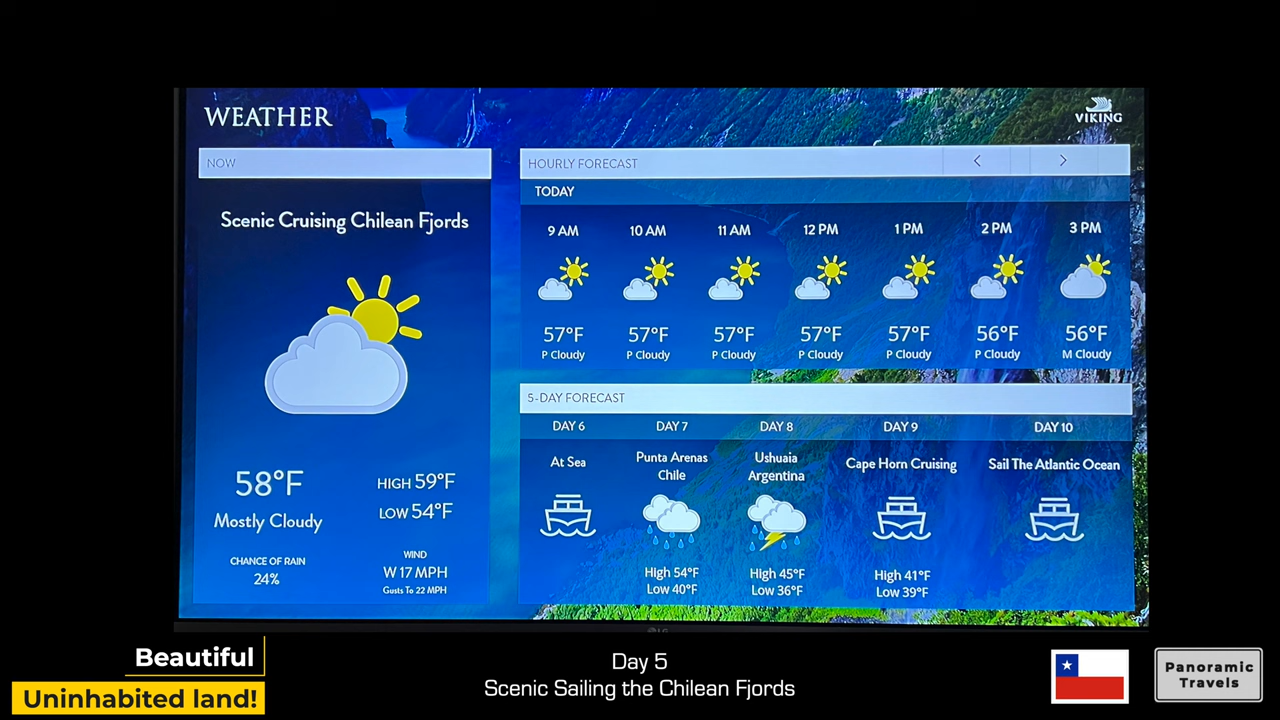 WEATHER
VIKING
NOW
Scenic Cruising Chilean Fjords
58°F
Mostly Cloudy
HIGH 59°F
LOW 54°F
CHANCE OF RAIN
24%
WIND
W 17 MPH
Gusts To 22 MPH
HOURLY FORECAST
< >
TODAY
9 AM 10 AM 11 AM 12 PM 1 PM 2 PM 3 PM
57°F 57°F 57°F 57°F 57°F 56°F 56°F
P Cloudy P Cloudy P Cloudy P Cloudy P Cloudy P Cloudy M Cloudy
5-DAY FORECAST
DAY 6 DAY 7 DAY 8 DAY 9 DAY 10
At Sea
Punta Arenas
Chile
Ushuaia
Argentina
Cape Horn Cruising
Sail The Atlantic Ocean
High 54°F
Low 40°F
High 45°F
Low 36°F
High 41°F
Low 39°F
LG
Beautiful
Uninhabited land!
Day 5
Scenic Sailing the Chilean Fjords
Panoramic
Travels